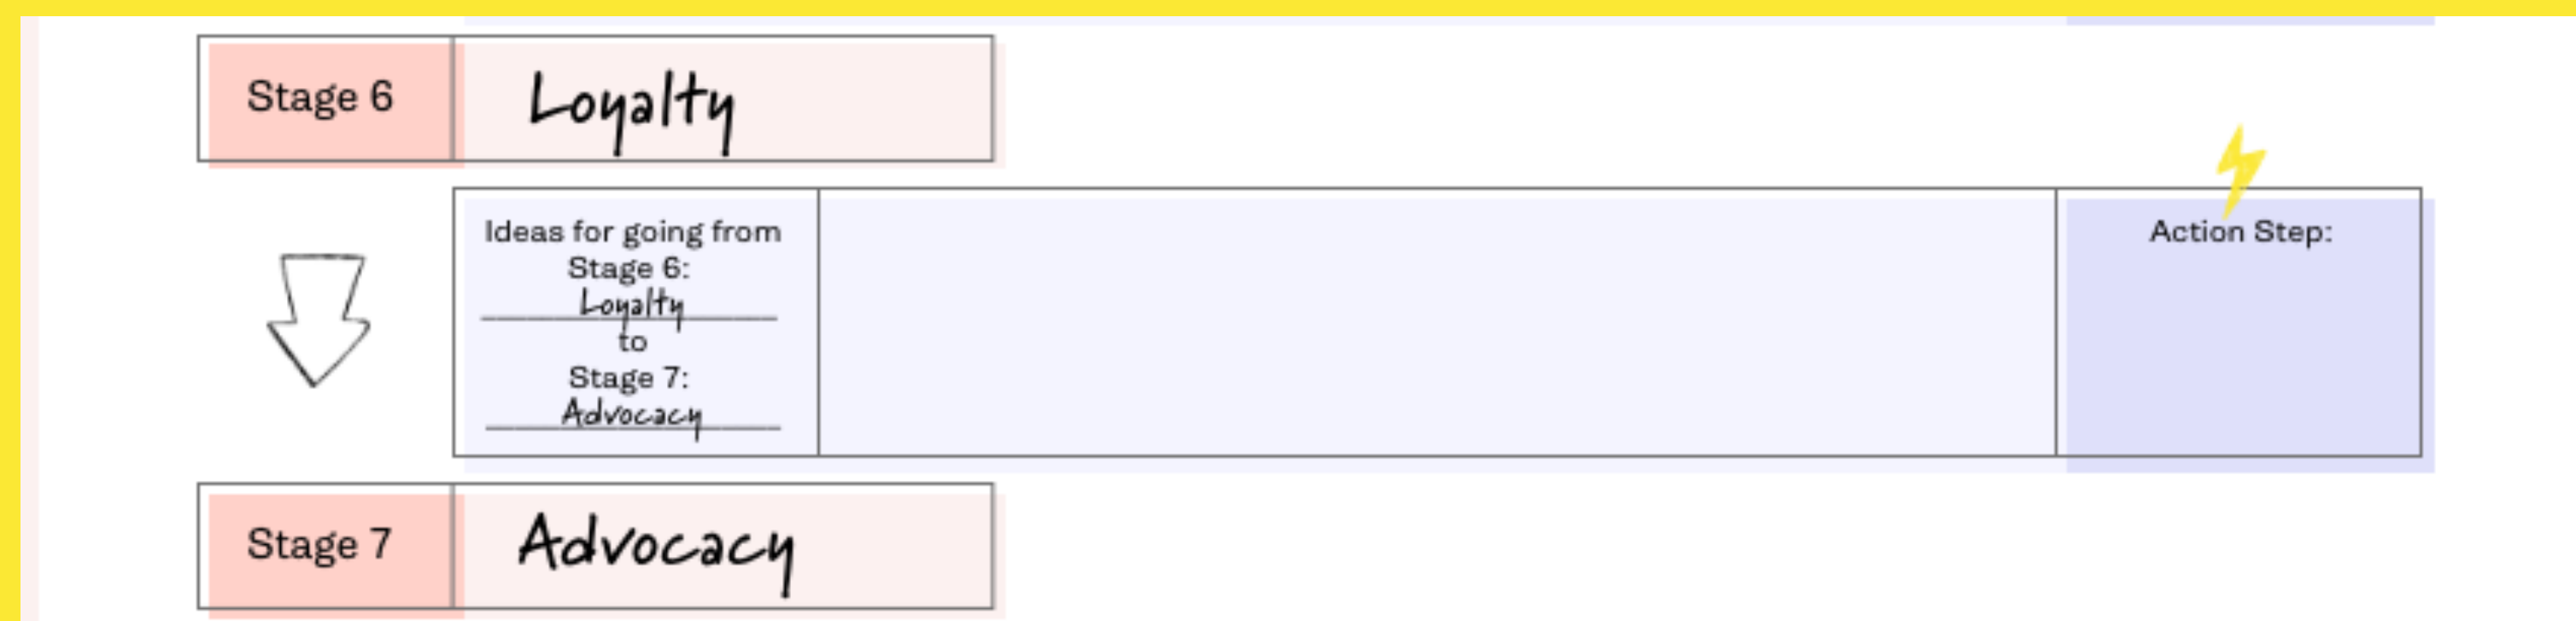 Stage 6
Loyalty
Ideas for going from
Stage 6:
Loyalty
to
Stage 7:
Advocacy
Action Step:
Stage 7
Advocacy